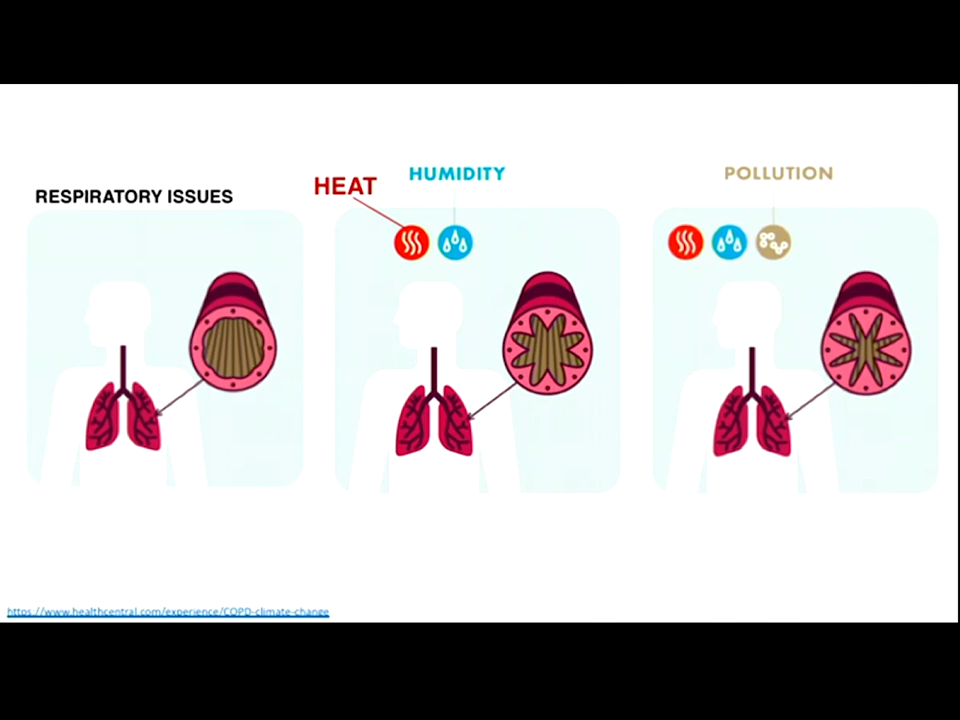 RESPIRATORY ISSUES
HEAT
HUMIDITY
POLLUTION
https://www.healthcentral.com/experience/COPD-climate-change